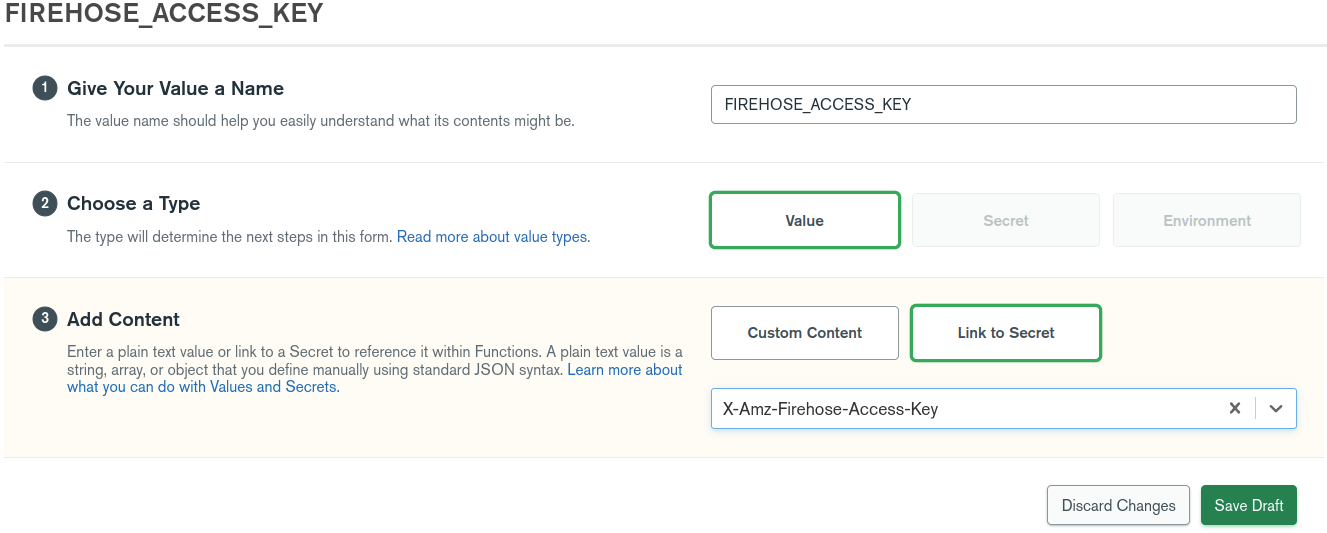 FIREHOSE_ACCESS_KEY
1 Give Your Value a Name
The value name should help you easily understand what its contents might be.
FIREHOSE_ACCESS_KEY
2 Choose a Type
The type will determine the next steps in this form. Read more about value types.
Value
Secret
Environment
3 Add Content
Enter a plain text value or link to a Secret to reference it within Functions. A plain text value is a
string, array, or object that you define manually using standard JSON syntax. Learn more about
what you can do with Values and Secrets.
Custom Content
Link to Secret
X-Amz-Firehose-Access-Key
Discard Changes
Save Draft